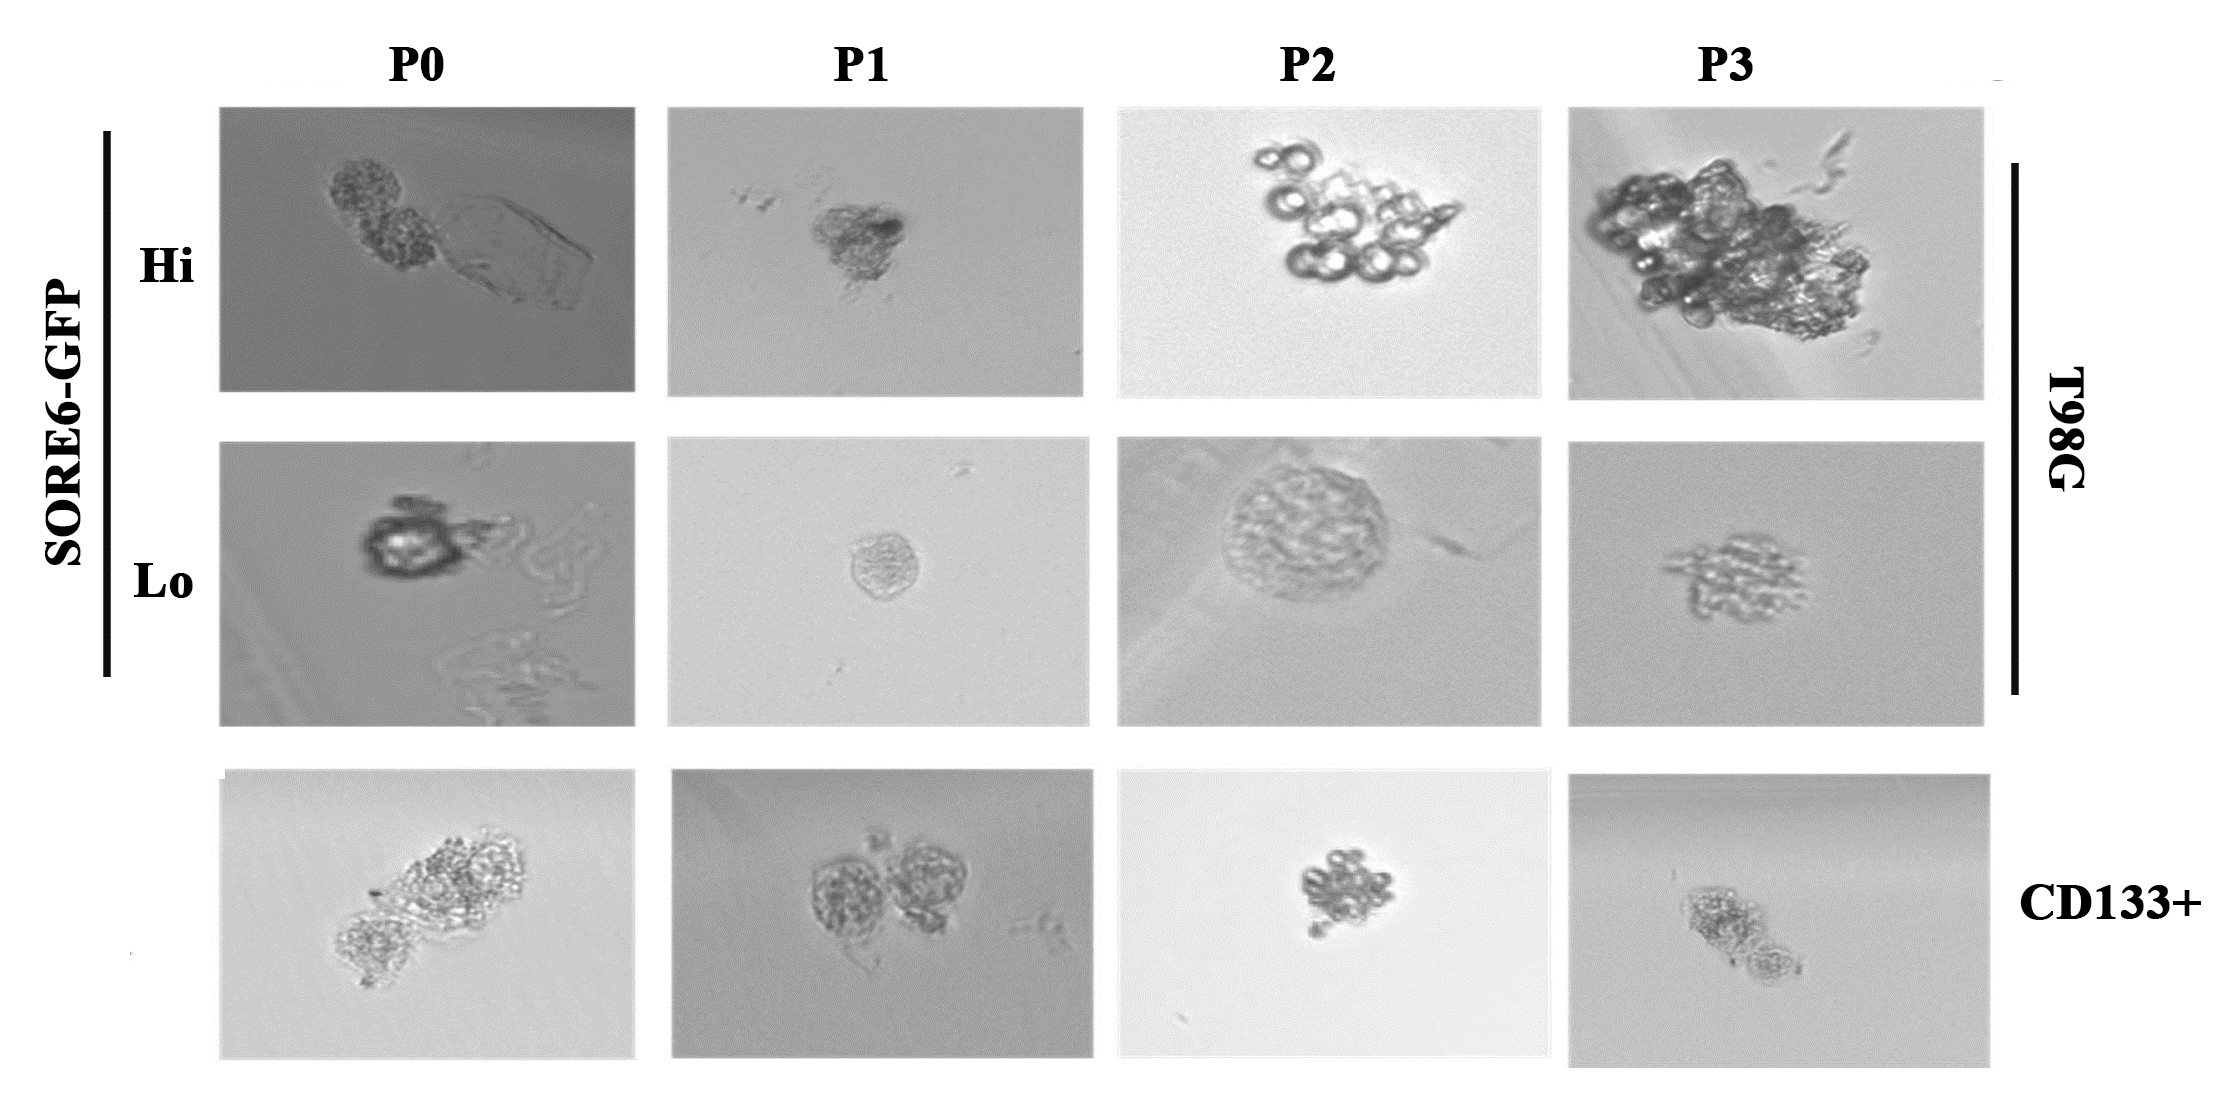 P0 P1 P2 P3
SORE6-GFP
Hi
Lo
T98G
CD133+